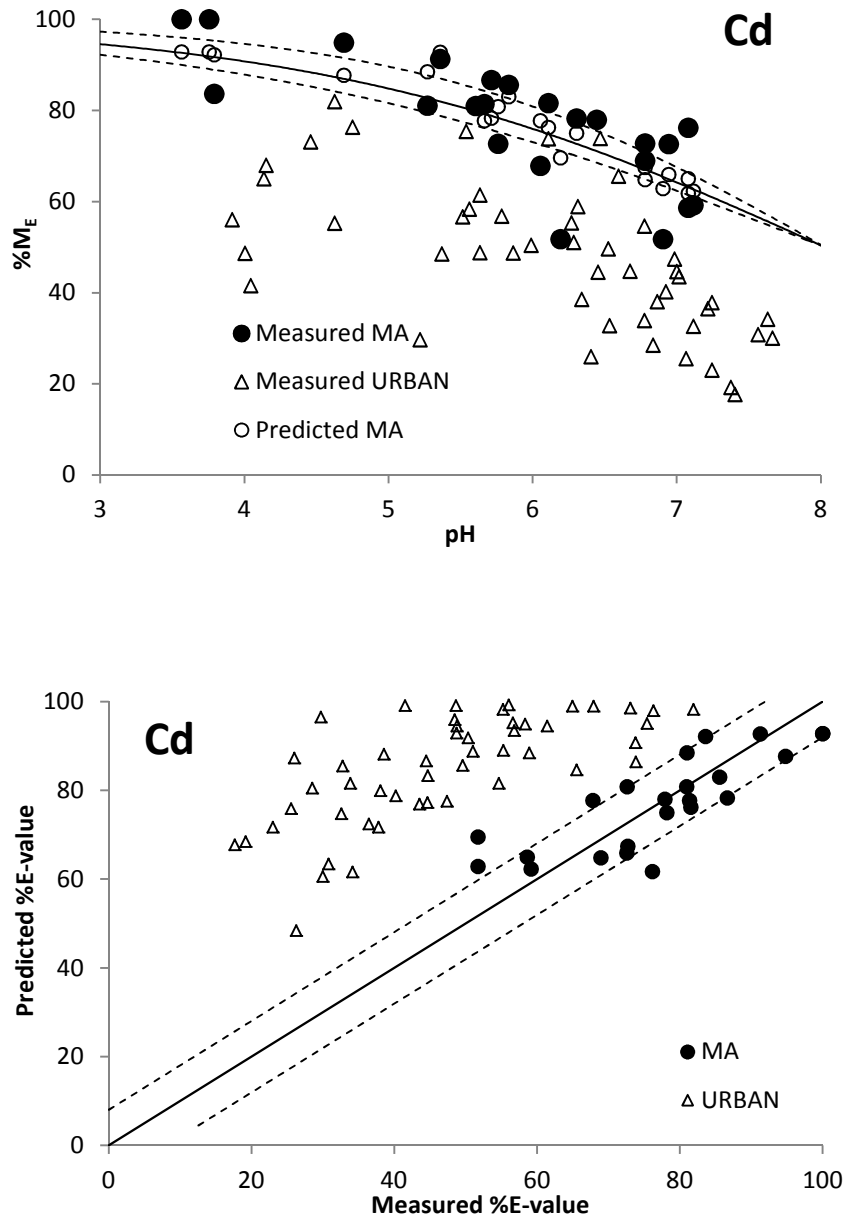 Cd
100
80
60
40
20
0
%M_E
Measured MA
Measured URBAN
Predicted MA
3 4 5 6 7 8
pH
Cd
100
80
60
40
20
0
Predicted %E-value
MA
URBAN
0 20 40 60 80 100
Measured %E-value